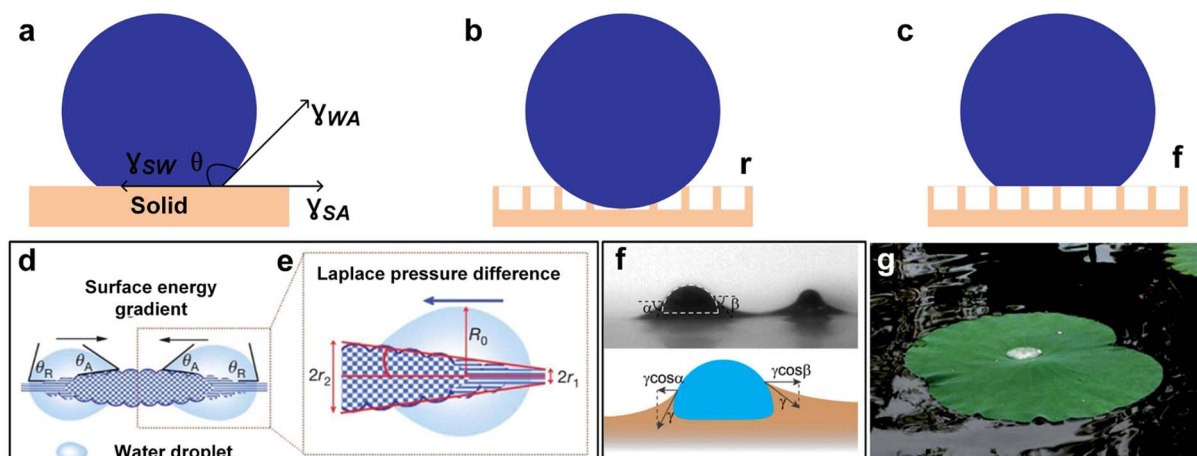 a
γWA
γSW
θ
Solid
γSA
b
r
c
f
d
Surface energy
gradient
θR
θA
θA
θR
Water droplet
e
Laplace pressure difference
R0
2r2
2r1
f
α
β
γcosα
γcosβ
γ
γ
g